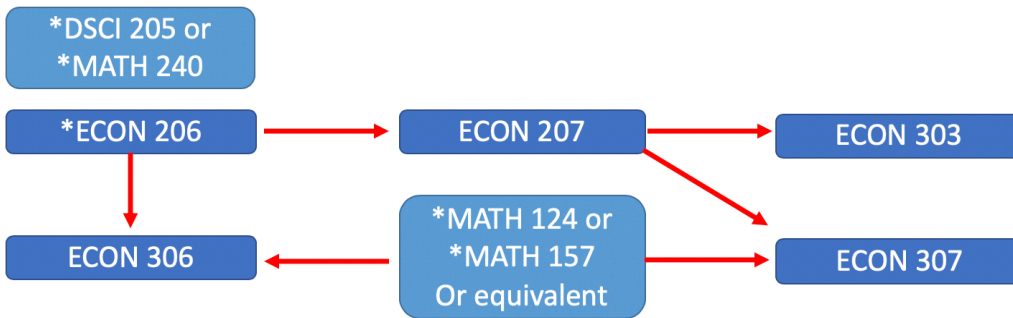 *DSCI 205 or
*MATH 240
*ECON 206
ECON 207
ECON 303
ECON 306
*MATH 124 or
*MATH 157
Or equivalent
ECON 307